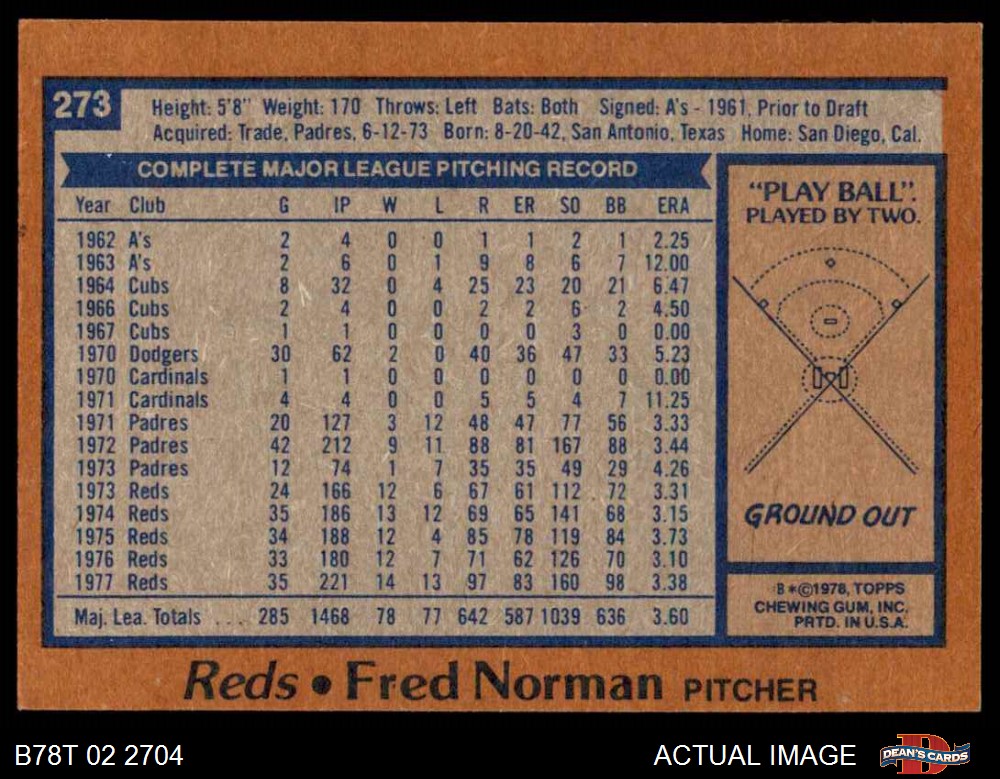 273
Height: 5'8" Weight: 170 Throws: Left Bats: Both Signed: A's - 1961, Prior to Draft
Acquired: Trade, Padres, 6-12-73 Born: 8-20-42, San Antonio, Texas Home: San Diego, Cal.
COMPLETE MAJOR LEAGUE PITCHING RECORD
Year Club G IP W L R ER SO BB ERA
1962 A's 2 4 0 0 1 1 2 1 2.25
1963 A's 2 6 0 1 9 8 6 7 12.00
1964 Cubs 8 32 0 4 25 23 20 21 6.47
1966 Cubs 2 4 0 0 2 2 6 2 4.50
1967 Cubs 1 1 0 0 0 0 3 0 0.00
1970 Dodgers 30 62 2 0 40 36 47 33 5.23
1970 Cardinals 1 1 0 0 0 0 0 0 0.00
1971 Cardinals 4 4 0 0 5 5 4 7 11.25
1971 Padres 20 127 3 12 48 47 77 56 3.33
1972 Padres 42 212 9 11 88 81 167 88 3.44
1973 Padres 12 74 1 7 35 35 49 29 4.26
1973 Reds 24 166 12 6 67 61 112 72 3.31
1974 Reds 35 186 13 12 69 65 141 68 3.15
1975 Reds 34 188 12 4 85 78 119 84 3.73
1976 Reds 33 180 12 7 71 62 126 70 3.10
1977 Reds 35 221 14 13 97 83 160 98 3.38
Maj. Lea. Totals ... 285 1468 78 77 642 587 1039 636 3.60
"PLAY BALL":
PLAYED BY TWO.
GROUND OUT
B*©1978, TOPPS
CHEWING GUM, INC.
PRTD. IN U.S.A.
Reds • Fred Norman PITCHER
B78T 02 2704
ACTUAL IMAGE
DEAN'S CARDS